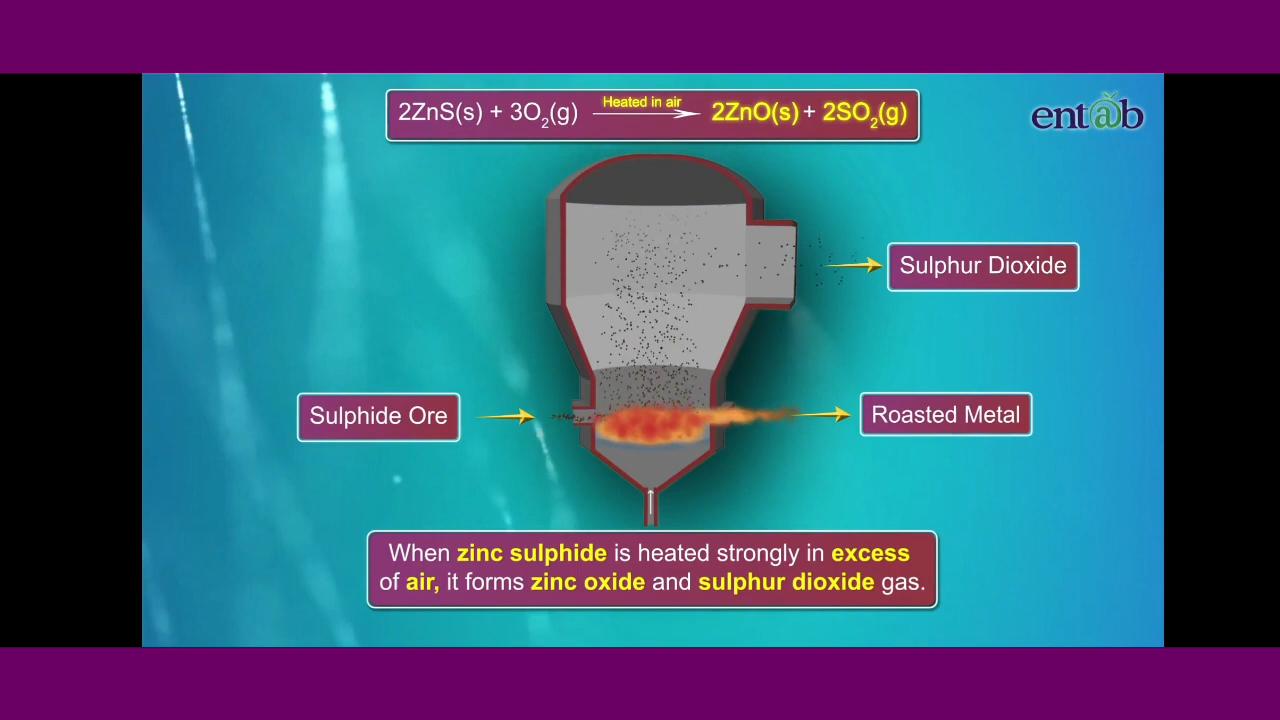 2ZnS(s) + 3O₂(g) Heated in air 2ZnO(s) + 2SO₂(g)
entab
Sulphur Dioxide
Sulphide Ore
Roasted Metal
When zinc sulphide is heated strongly in excess
of air, it forms zinc oxide and sulphur dioxide gas.